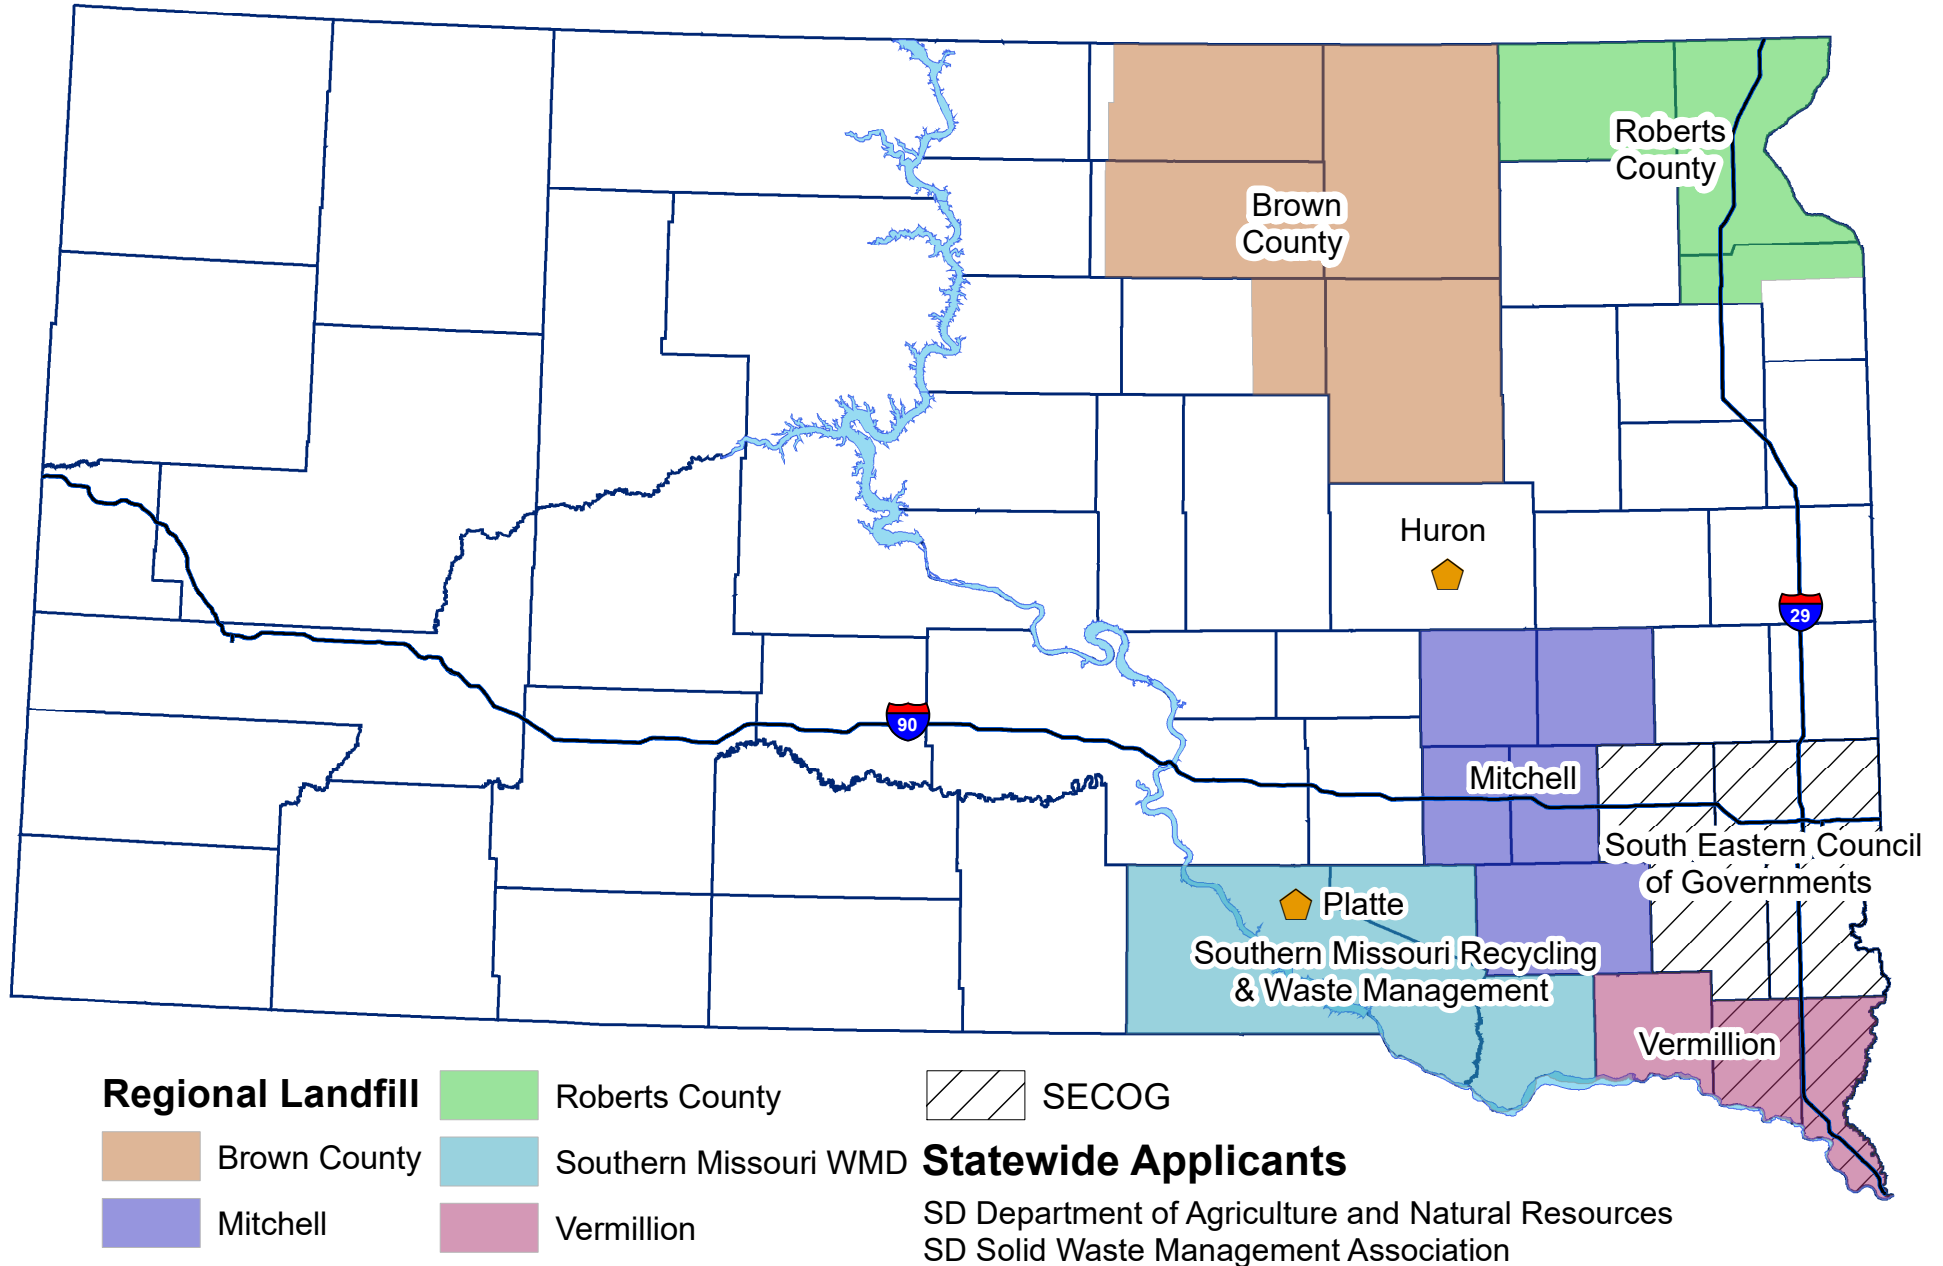 Roberts
County
Brown
County
Huron
29
90
Mitchell
South Eastern Council
of Governments
Platte
Southern Missouri Recycling
& Waste Management
Vermillion
Regional Landfill
Brown County
Mitchell
Roberts County
Southern Missouri WMD
Vermillion
SECOG
Statewide Applicants
SD Department of Agriculture and Natural Resources
SD Solid Waste Management Association